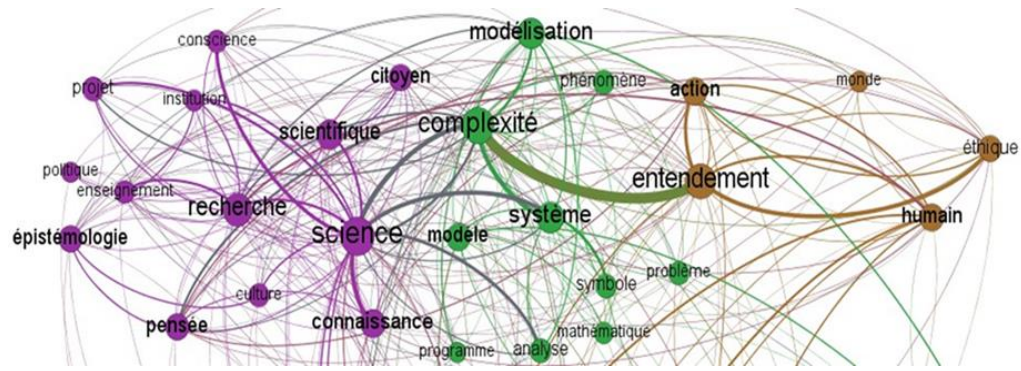 modélisation
conscience
citoyen
phénomène
action
monde
projet
institution
scientifique
complexité
éthique
politique
enseignement
entendement
recherche
système
humain
épistémologie
science
modèle
symbole
problème
culture
pensée
connaissance
mathématique
programme
analyse